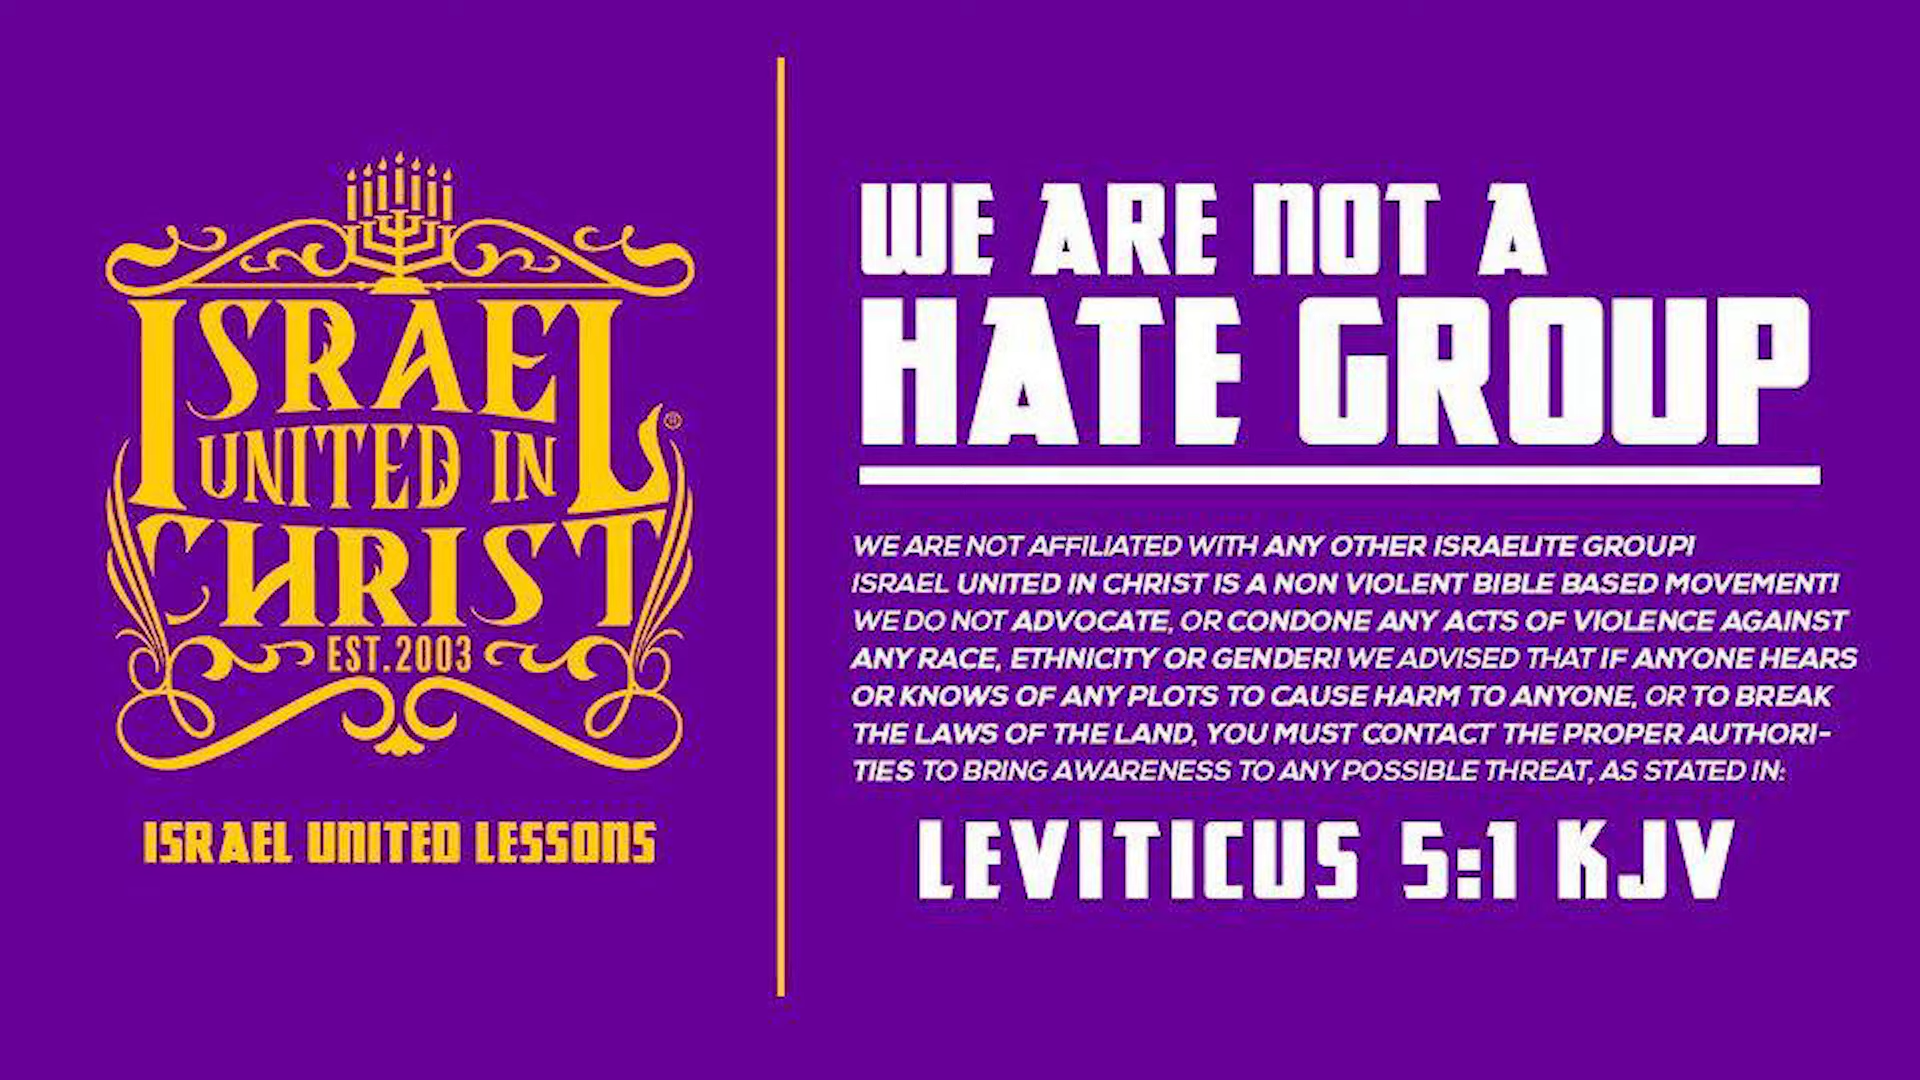 ISRAEL
UNITED IN
CHRIST
®
EST.2003
ISRAEL UNITED LESSONS
WE ARE NOT A
HATE GROUP
WE ARE NOT AFFILIATED WITH ANY OTHER ISRAELITE GROUP!
ISRAEL UNITED IN CHRIST IS A NON VIOLENT BIBLE BASED MOVEMENT!
WE DO NOT ADVOCATE, OR CONDONE ANY ACTS OF VIOLENCE AGAINST
ANY RACE, ETHNICITY OR GENDER! WE ADVISED THAT IF ANYONE HEARS
OR KNOWS OF ANY PLOTS TO CAUSE HARM TO ANYONE, OR TO BREAK
THE LAWS OF THE LAND, YOU MUST CONTACT THE PROPER AUTHORI-
TIES TO BRING AWARENESS TO ANY POSSIBLE THREAT, AS STATED IN:
LEVITICUS 5:1 KJV